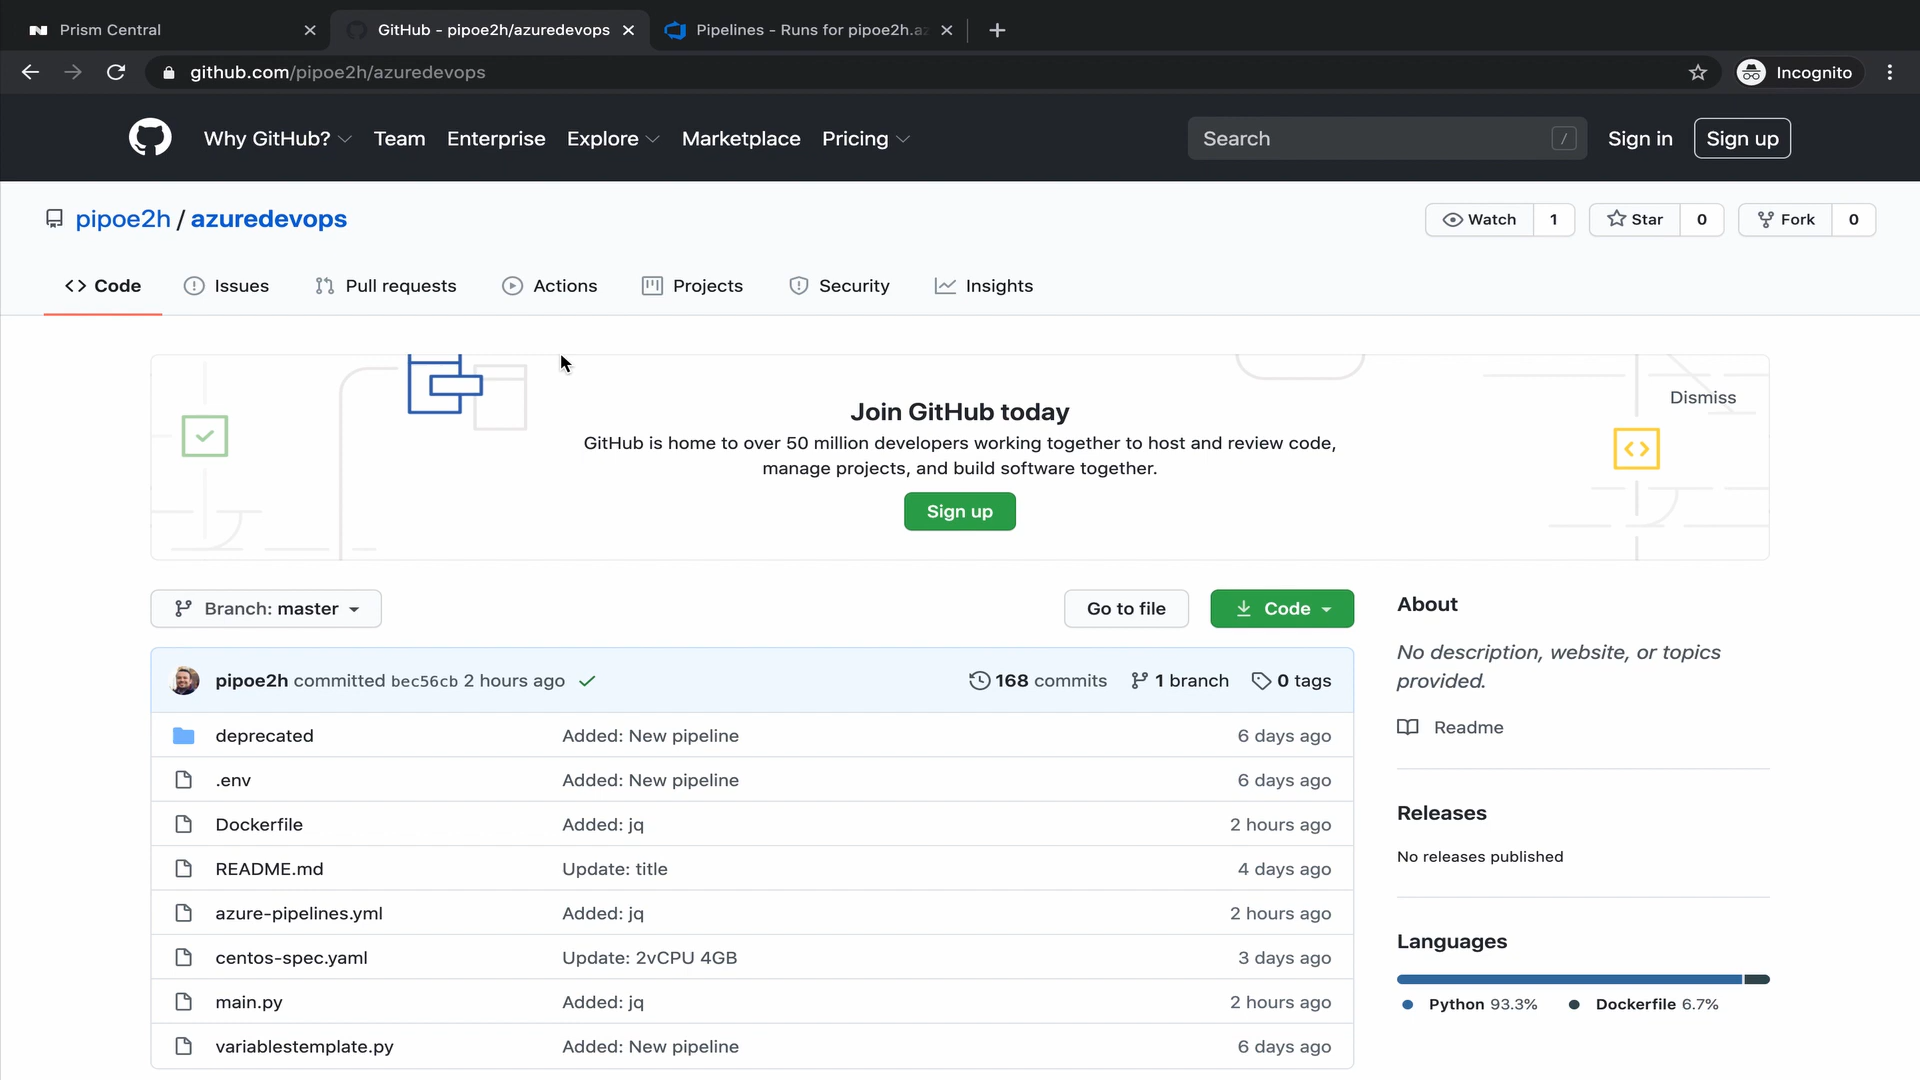 Prism Central
GitHub - pipoe2h/azuredevops
Pipelines - Runs for pipoe2h.az
github.com/pipoe2h/azuredevops
Incognito
Why GitHub?
Team
Enterprise
Explore
Marketplace
Pricing
Search
/
Sign in
Sign up
pipoe2h / azuredevops
Watch 1
Star 0
Fork 0
Code
Issues
Pull requests
Actions
Projects
Security
Insights
Join GitHub today
Dismiss
GitHub is home to over 50 million developers working together to host and review code,
manage projects, and build software together.
Sign up
Branch: master
Go to file
Code
pipoe2h committed bec56cb 2 hours ago
168 commits
1 branch
0 tags
deprecated Added: New pipeline 6 days ago
.env Added: New pipeline 6 days ago
Dockerfile Added: jq 2 hours ago
README.md Update: title 4 days ago
azure-pipelines.yml Added: jq 2 hours ago
centos-spec.yaml Update: 2vCPU 4GB 3 days ago
main.py Added: jq 2 hours ago
variablestemplate.py Added: New pipeline 6 days ago
About
No description, website, or topics
provided.
Readme
Releases
No releases published
Languages
Python 93.3% Dockerfile 6.7%